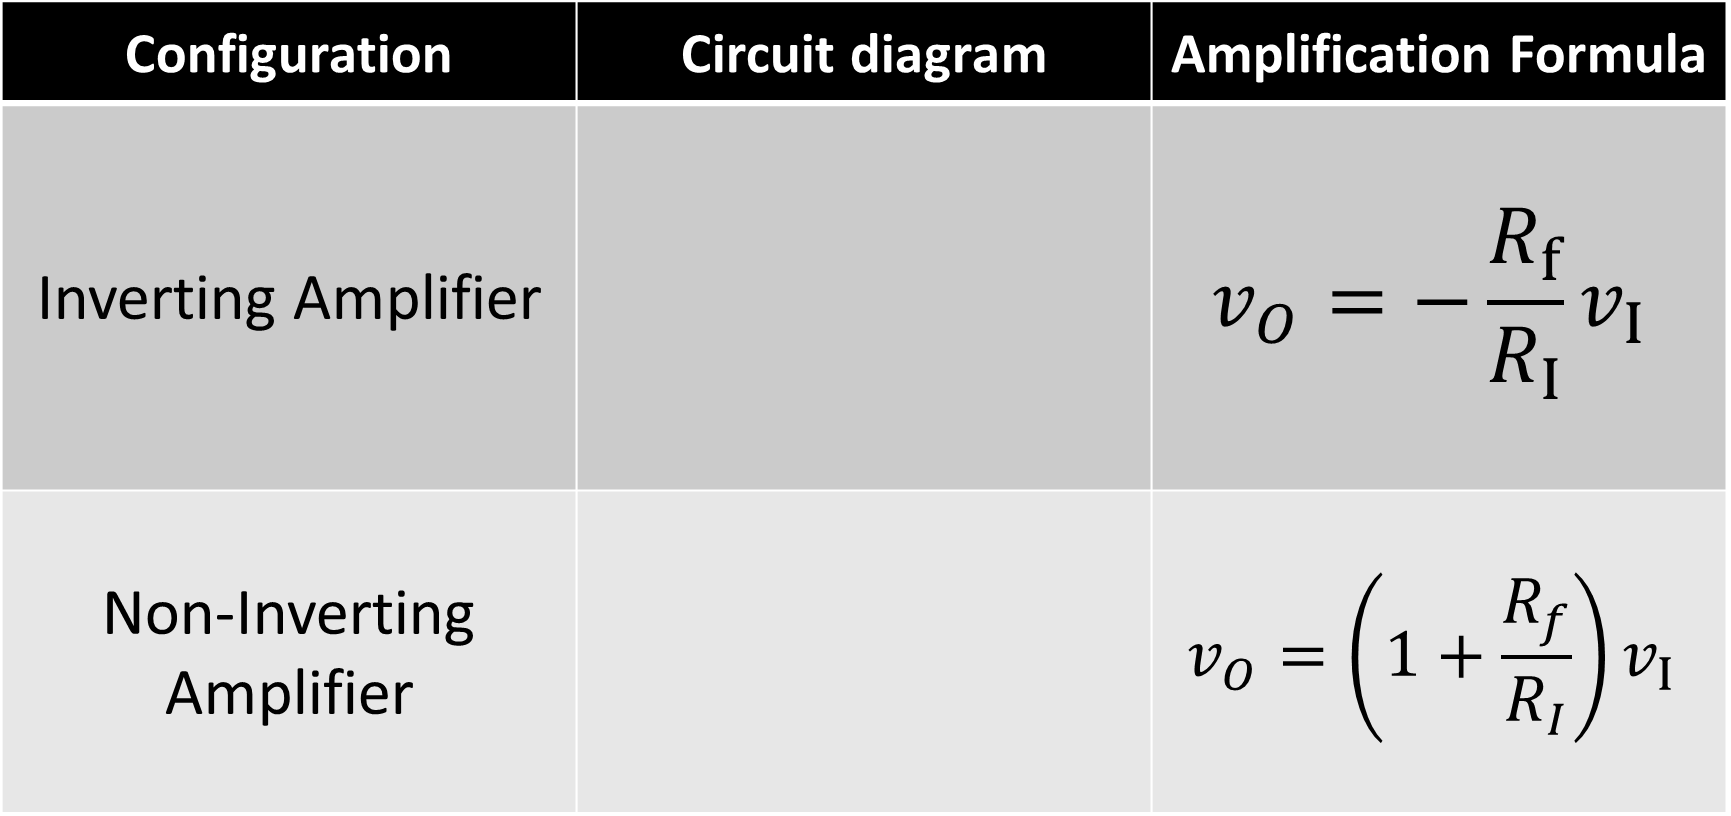 Configuration Circuit diagram Amplification Formula
Inverting Amplifier v_O = − R_f / R_I v_I
Non-Inverting
Amplifier
v_O = (1 + R_f / R_I) v_I